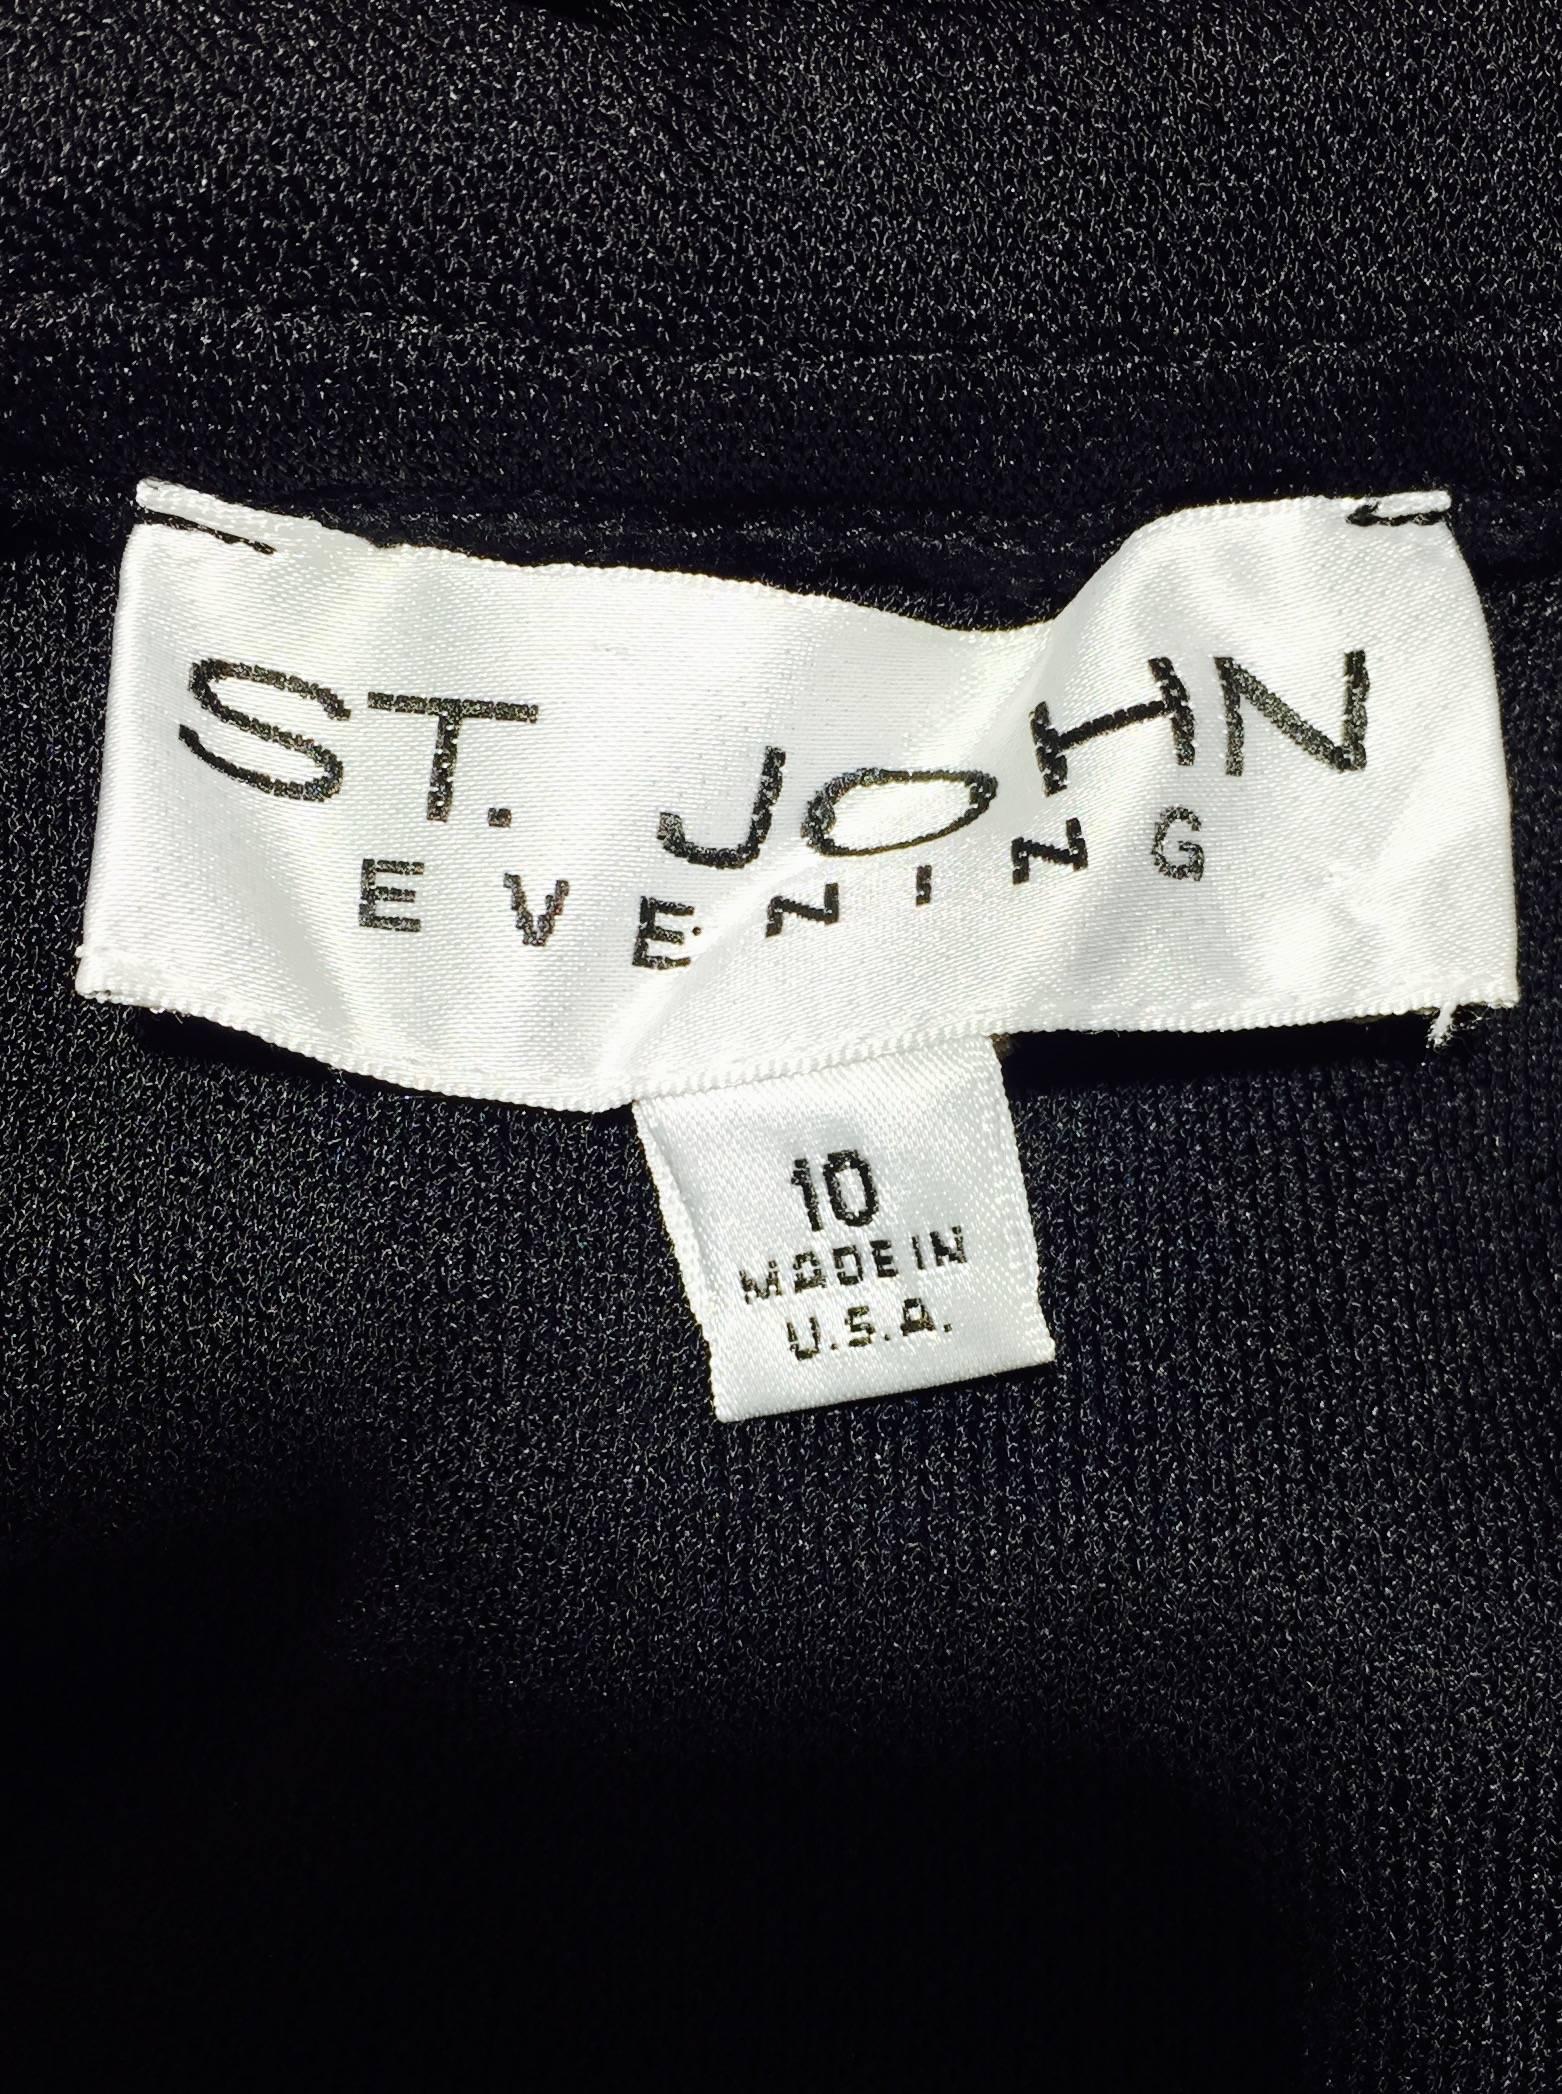 ST. JOHN
EVENING
10
MADE IN
U.S.A.